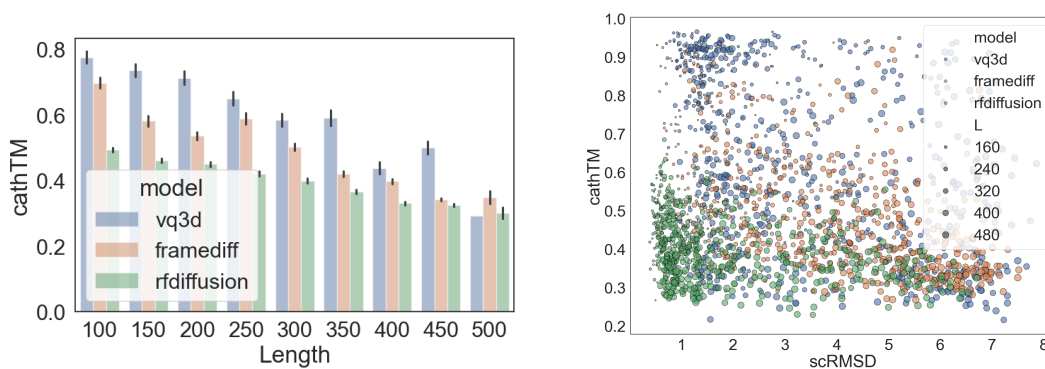 0.8
0.6
0.4
0.2
0.0
cathTM
model
vq3d
framediff
rfdiffusion
100 150 200 250 300 350 400 450 500
Length
1.0
0.9
0.8
0.7
0.6
0.5
0.4
0.3
0.2
cathTM
model
vq3d
framediff
rfdiffusion
L
160
240
320
400
480
1 2 3 4 5 6 7 8
scRMSD